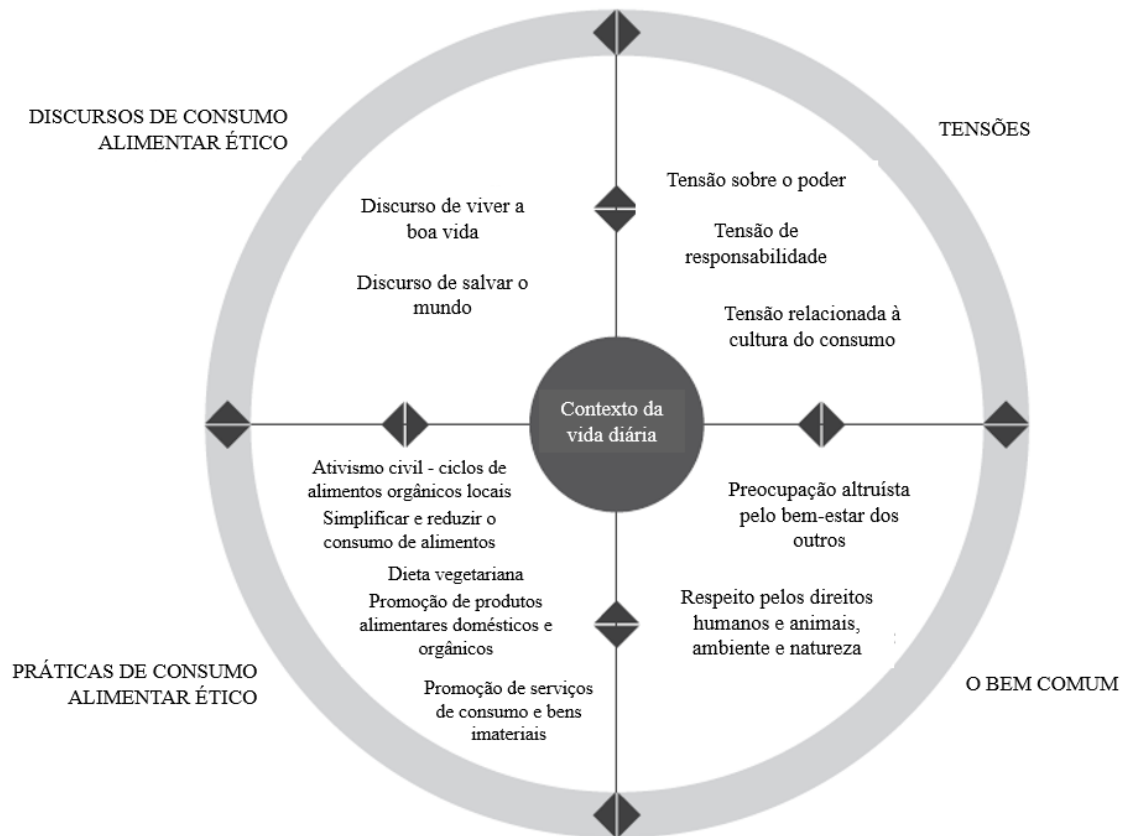 DISCURSOS DE CONSUMO
ALIMENTAR ÉTICO
Discurso de viver a
boa vida
Discurso de salvar o
mundo
TENSÕES
Tensão sobre o poder
Tensão de
responsabilidade
Tensão relacionada à
cultura do consumo
Contexto da
vida diária
PRÁTICAS DE CONSUMO
ALIMENTAR ÉTICO
Ativismo civil - ciclos de
alimentos orgânicos locais
Simplificar e reduzir o
consumo de alimentos
Dieta vegetariana
Promoção de produtos
alimentares domésticos e
orgânicos
Promoção de serviços
de consumo e bens
imateriais
O BEM COMUM
Preocupação altruísta
pelo bem-estar dos
outros
Respeito pelos direitos
humanos e animais,
ambiente e natureza